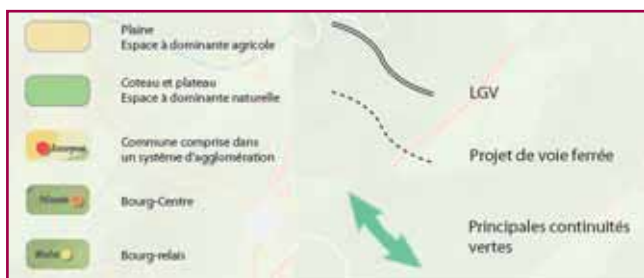 Plaine
Espace à dominante agricole
Coteau et plateau
Espace à dominante naturelle
Commune comprise dans
un système d'agglomération
Bourg-Centre
Bourg-relais
LGV
Projet de voie ferrée
Principales continuités
vertes